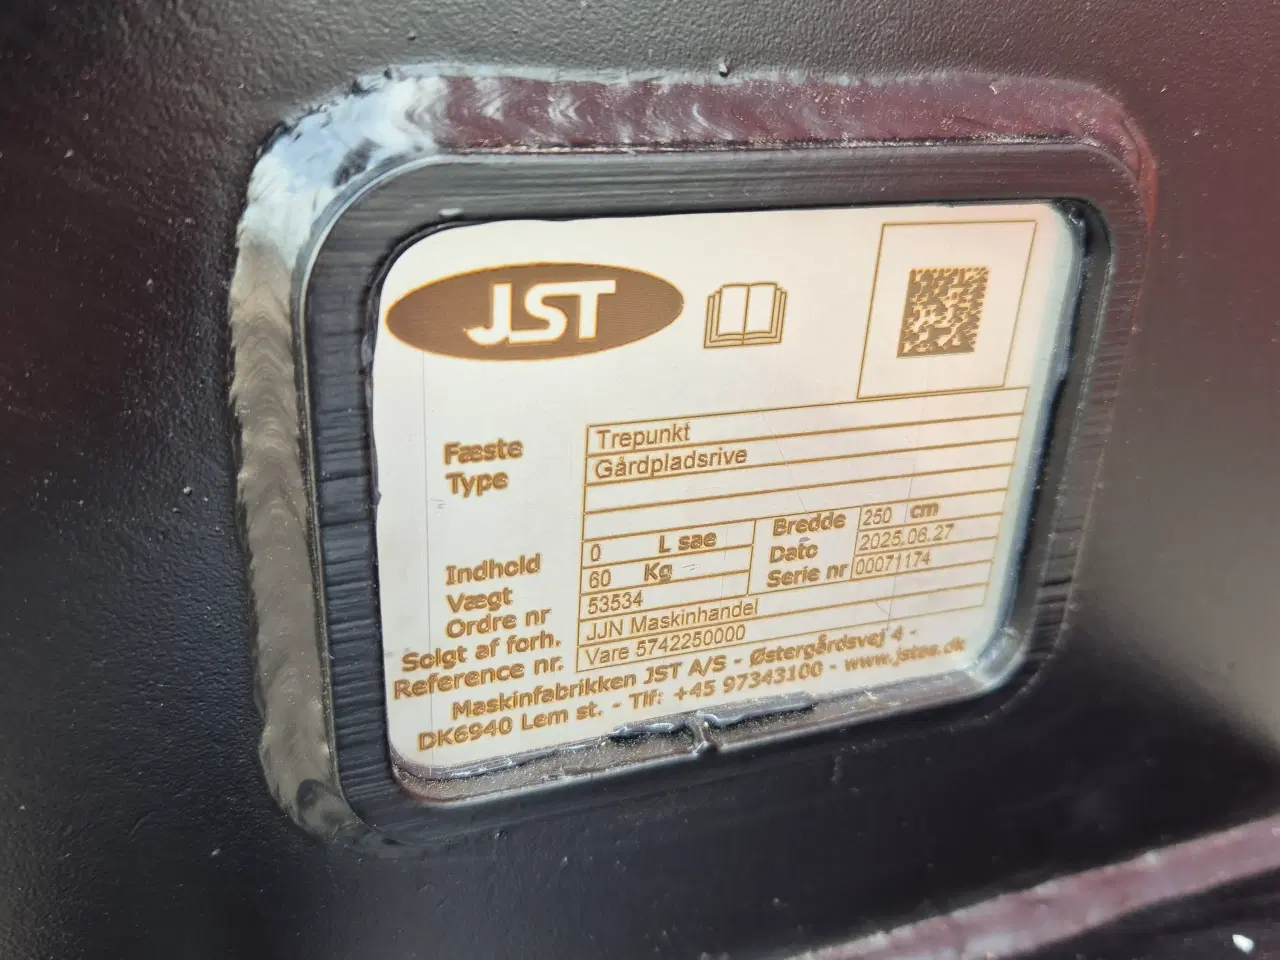 JST
Fæste Trepunkt
Type Gårdpladsrive
Indhold 0 L sae Bredde 250 cm
Vægt 60 Kg Dato 2025.06.27
Ordre nr 53534 Serie nr 00071174
Solgt af forh. JJN Maskinhandel
Reference nr. Vare 5742250000
Maskinfabrikken JST A/S - Østergårdsvej 4 -
DK6940 Lem st. - Tlf: +45 97343100 - www.jstas.dk